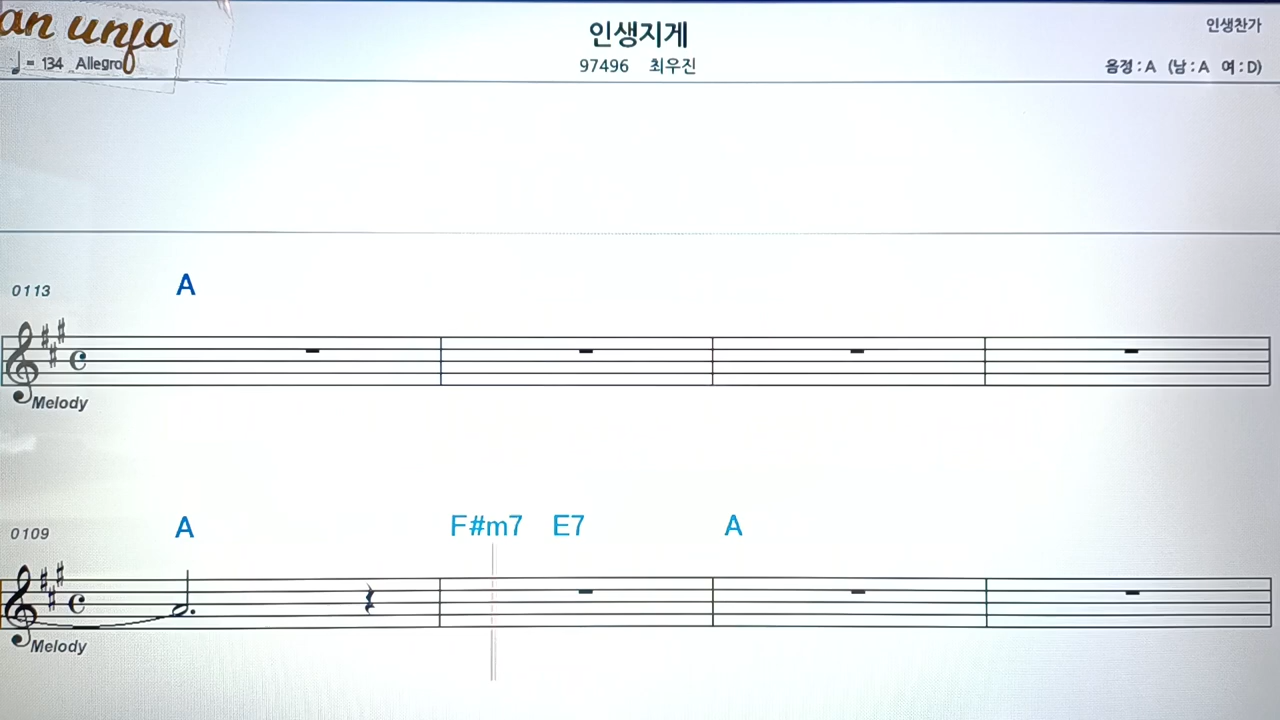 an unfa
인생지게
인생찬가
♩ = 134 Allegro
97496 최우진
음정 : A (남 : A 여 : D)
A
0113
Melody
A F#m7 E7 A
0109
Melody